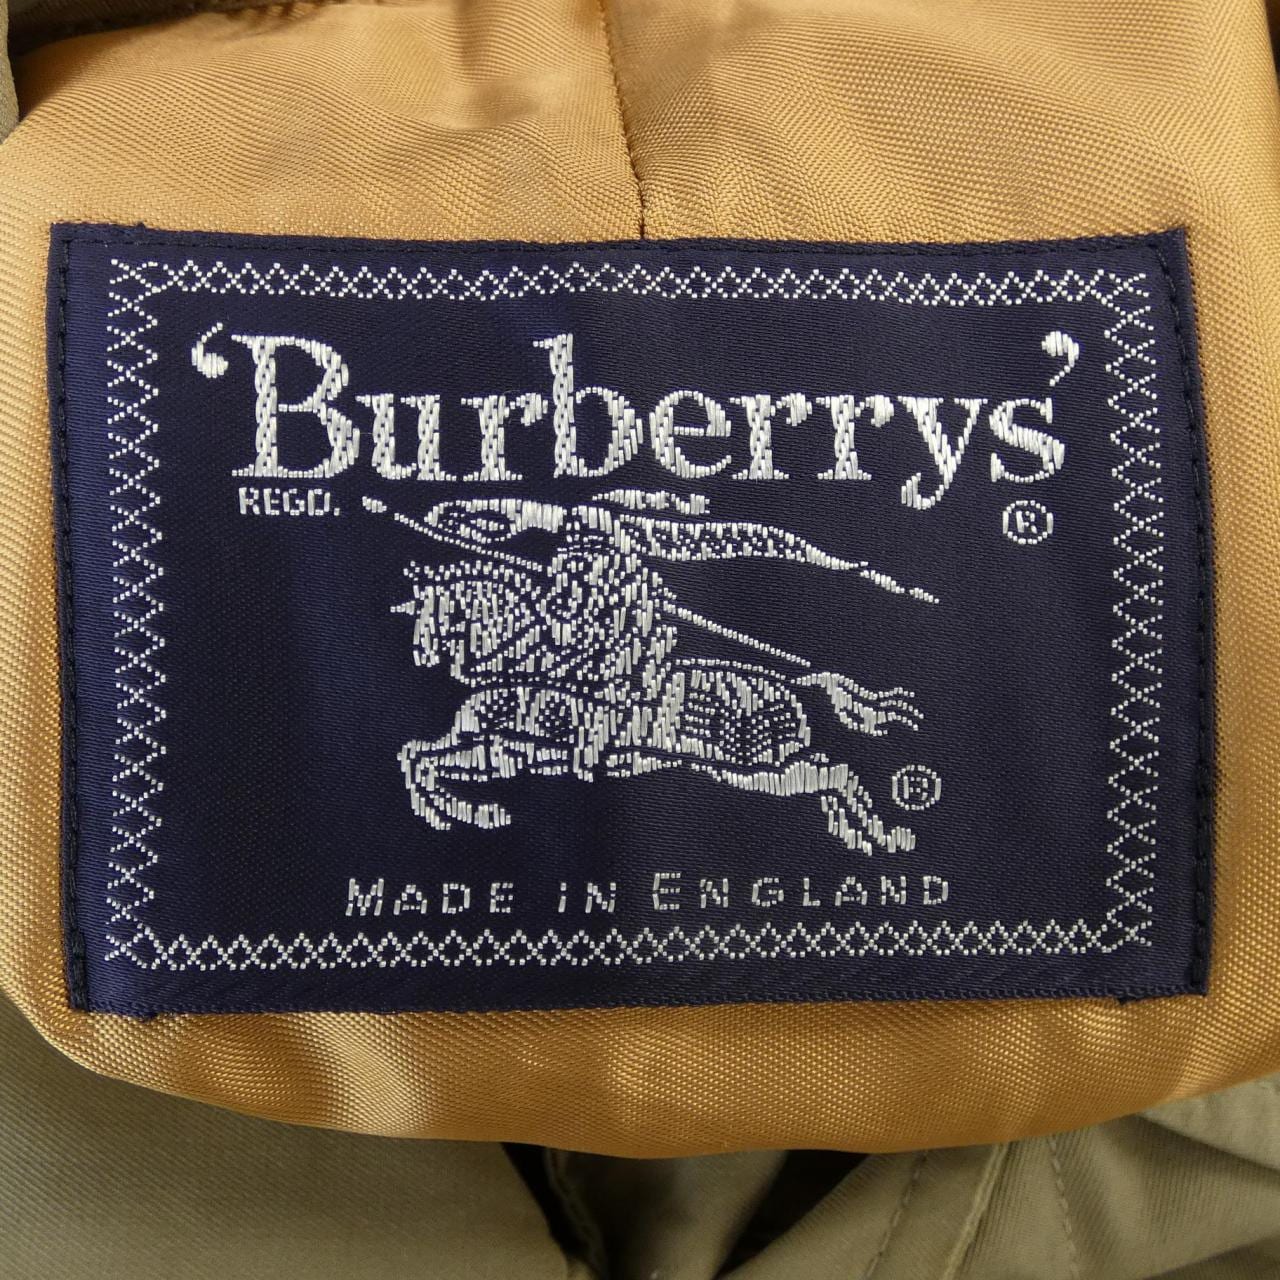 ‘Burberrys’
REGD. ®
®
MADE iN ENGLAND